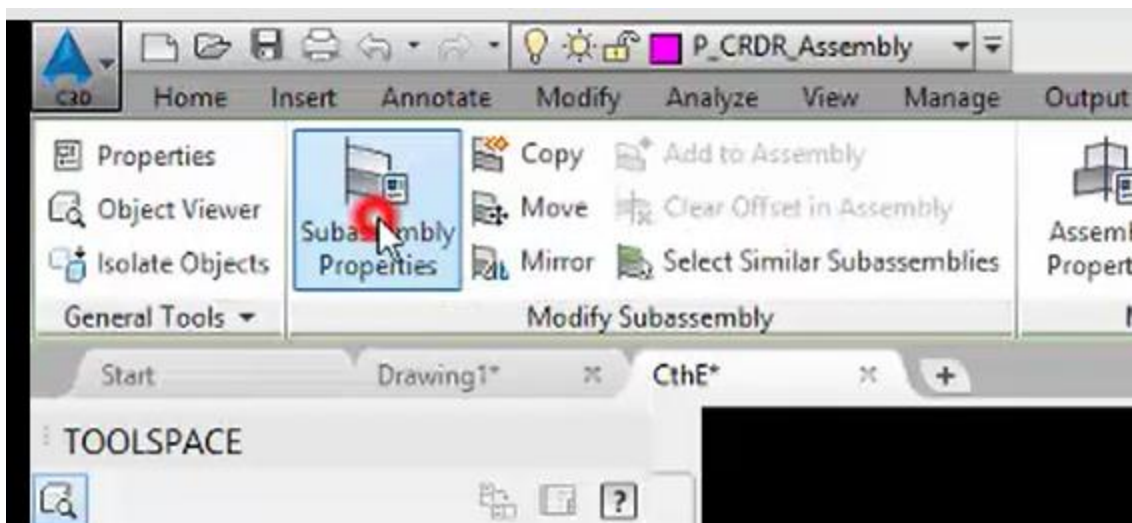 P_CRDR_Assembly
C3D Home Insert Annotate Modify Analyze View Manage Output
Properties
Object Viewer
Isolate Objects
General Tools
Subassembly
Properties
Copy
Move
Mirror
Add to Assembly
Clear Offset in Assembly
Select Similar Subassemblies
Modify Subassembly
Start Drawing1* CthE*
TOOLSPACE
?